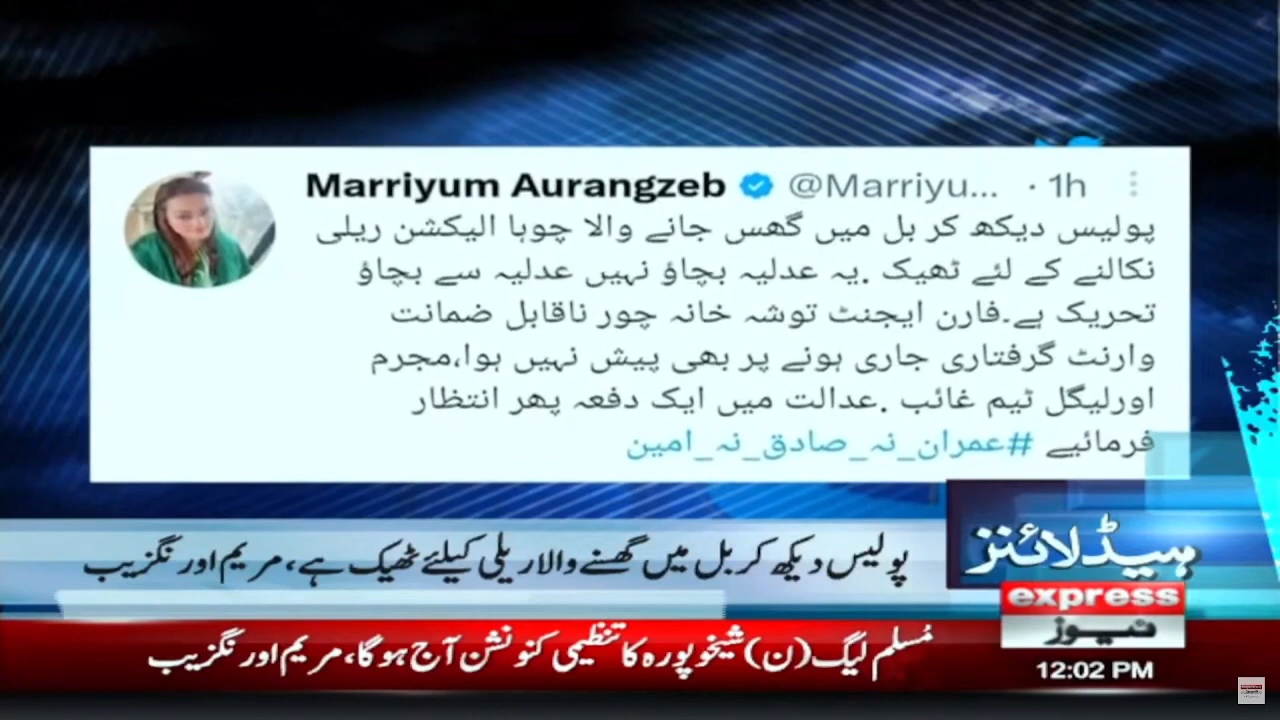 Marriyum Aurangzeb @Marriyu... · 1h
پولیس دیکھ کر بل میں گھس جانے والا چوہا الیکشن ریلی
نکالنے کے لئے ٹھیک .یہ عدلیہ بچاؤ نہیں عدلیہ سے بچاؤ
تحریک ہے۔فارن ایجنٹ توشہ خانہ چور ناقابل ضمانت
وارنٹ گرفتاری جاری ہونے پر بھی پیش نہیں ہوا،مجرم
اورلیگل ٹیم غائب .عدالت میں ایک دفعہ پھر انتظار
فرمائیے #عمران_نہ_صادق_نہ_امین
ہیڈلائنز
پولیس دیکھ کر بل میں گھسنے والا ریلی کیلئے ٹھیک ہے، مریم اورنگزیب
express
نیوز
مُسلم لیگ (ن) شیخوپورہ کا تنظیمی کنونشن آج ہوگا، مریم اورنگزیب
12:02 PM